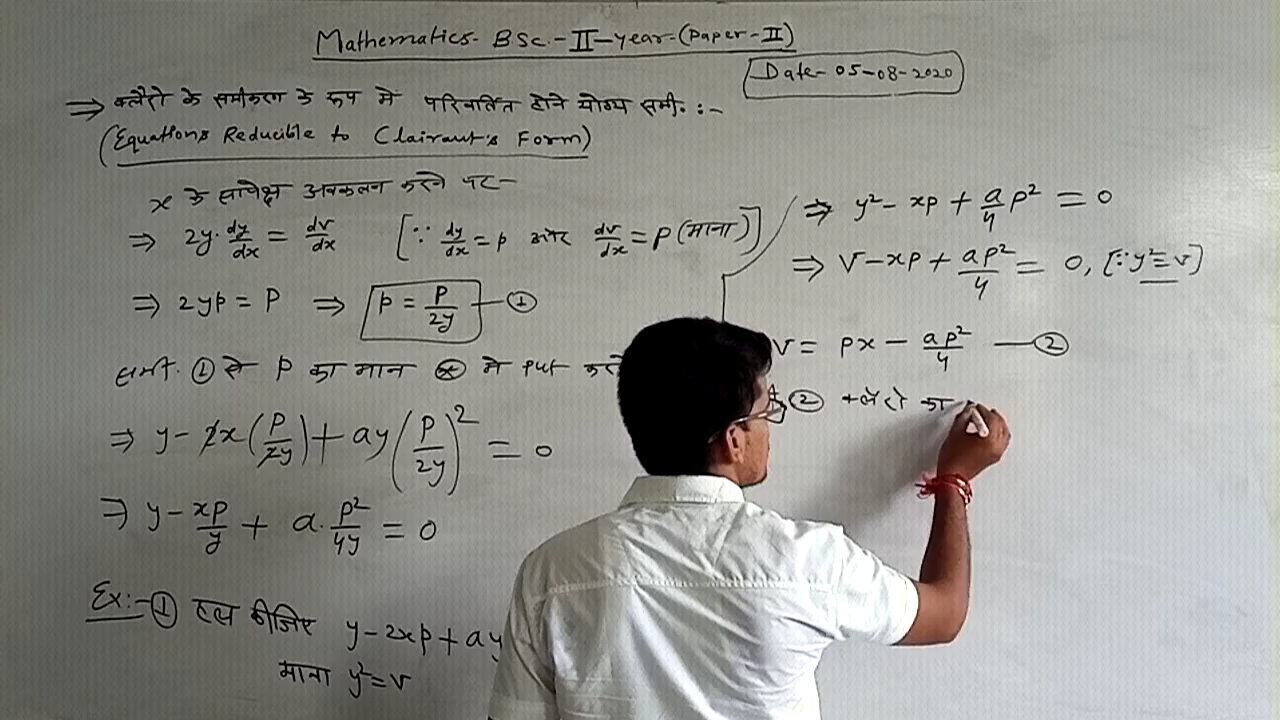 Mathematics- BSc.-II-year-(Paper-II)
Date- 05-08-2020
⇒ क्लैरो के समीकरण के रूप मे परिवर्तित होने योग्य समी. :-
(Equations Reducible to Clairaut's Form)
x के सापेक्ष अवकलन करने पर-
⇒ 2y.dy/dx = dv/dx [∵ dy/dx = p और dv/dx = P (माना)]
⇒ 2yp = P ⇒ p = P/2y — ①
समी. ① से p का मान ⊛ मे put करने
⇒ y - 2x(P/2y) + ay(P/2y)² = 0
⇒ y - xP/y + a.P²/4y = 0
Ex:- ① हल कीजिए y - 2xp + ay
माना y² = v
⇒ y² - xP + a/4 P² = 0
⇒ v - xP + aP²/4 = 0, [∵ y² = v]
v = Px - aP²/4 — ②
② क्लैरो का